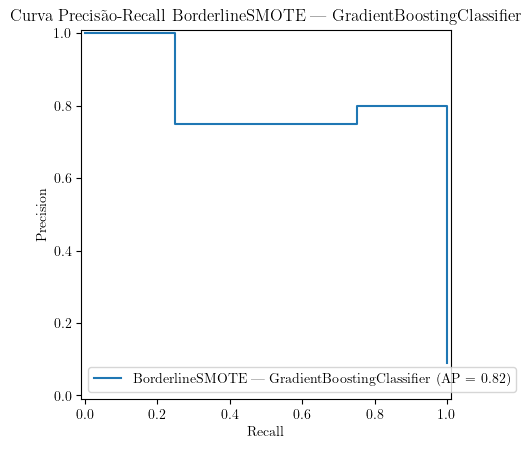 Curva Precisão-Recall BorderlineSMOTE — GradientBoostingClassifier
1.0
0.8
0.6
0.4
0.2
0.0
Precision
BorderlineSMOTE — GradientBoostingClassifier (AP = 0.82)
0.0 0.2 0.4 0.6 0.8 1.0
Recall